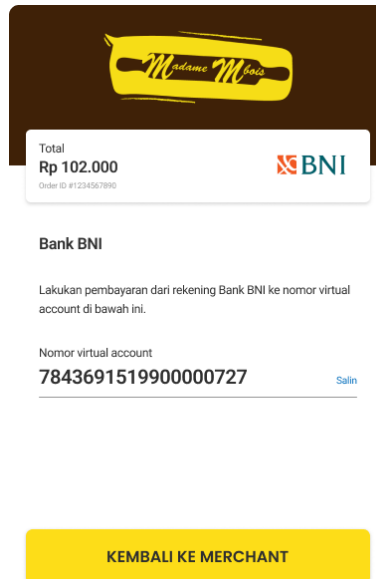 Madame Mbois
Total
Rp 102.000
Order ID #1234567890
BNI
Bank BNI
Lakukan pembayaran dari rekening Bank BNI ke nomor virtual
account di bawah ini.
Nomor virtual account
7843691519900000727
Salin
KEMBALI KE MERCHANT